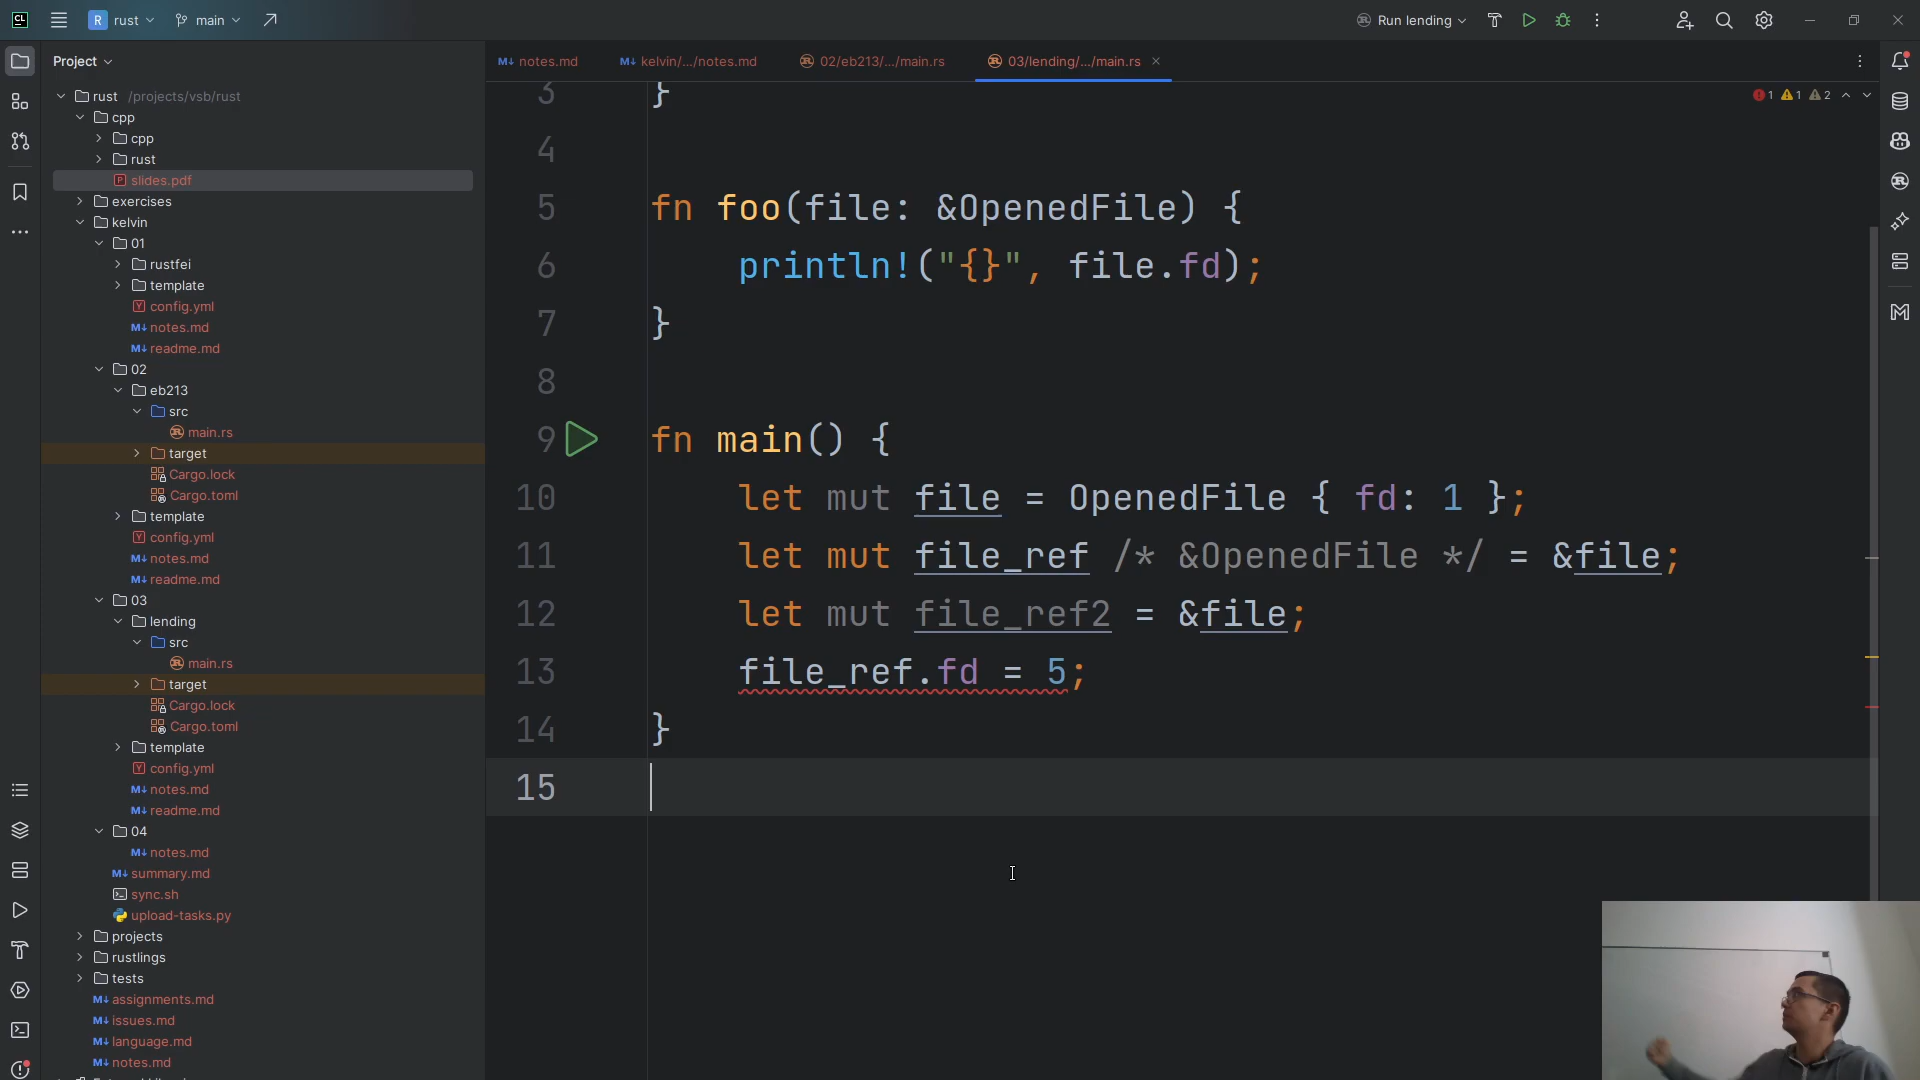 CL
R rust
main
Run lending
Project
notes.md
kelvin/.../notes.md
02/eb213/.../main.rs
03/lending/.../main.rs
1 1 2
rust /projects/vsb/rust
cpp
cpp
rust
slides.pdf
exercises
kelvin
01
rustfei
template
config.yml
notes.md
readme.md
02
eb213
src
main.rs
target
Cargo.lock
Cargo.toml
template
config.yml
notes.md
readme.md
03
lending
src
main.rs
target
Cargo.lock
Cargo.toml
template
config.yml
notes.md
readme.md
04
notes.md
summary.md
sync.sh
upload-tasks.py
projects
rustlings
tests
assignments.md
issues.md
language.md
notes.md
3 }
4
5 fn foo(file: &OpenedFile) {
6 println!("{}", file.fd);
7 }
8
9 fn main() {
10 let mut file = OpenedFile { fd: 1 };
11 let mut file_ref /* &OpenedFile */ = &file;
12 let mut file_ref2 = &file;
13 file_ref.fd = 5;
14 }
15